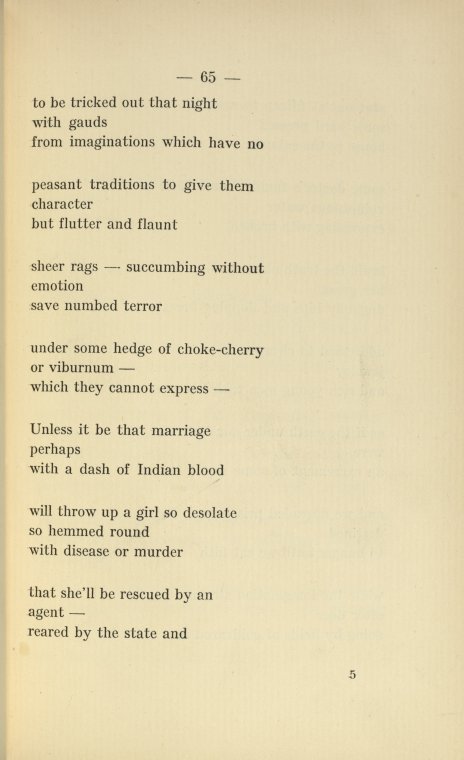 — 65 —
to be tricked out that night
with gauds
from imaginations which have no
peasant traditions to give them
character
but flutter and flaunt
sheer rags — succumbing without
emotion
save numbed terror
under some hedge of choke-cherry
or viburnum —
which they cannot express —
Unless it be that marriage
perhaps
with a dash of Indian blood
will throw up a girl so desolate
so hemmed round
with disease or murder
that she'll be rescued by an
agent —
reared by the state and
5